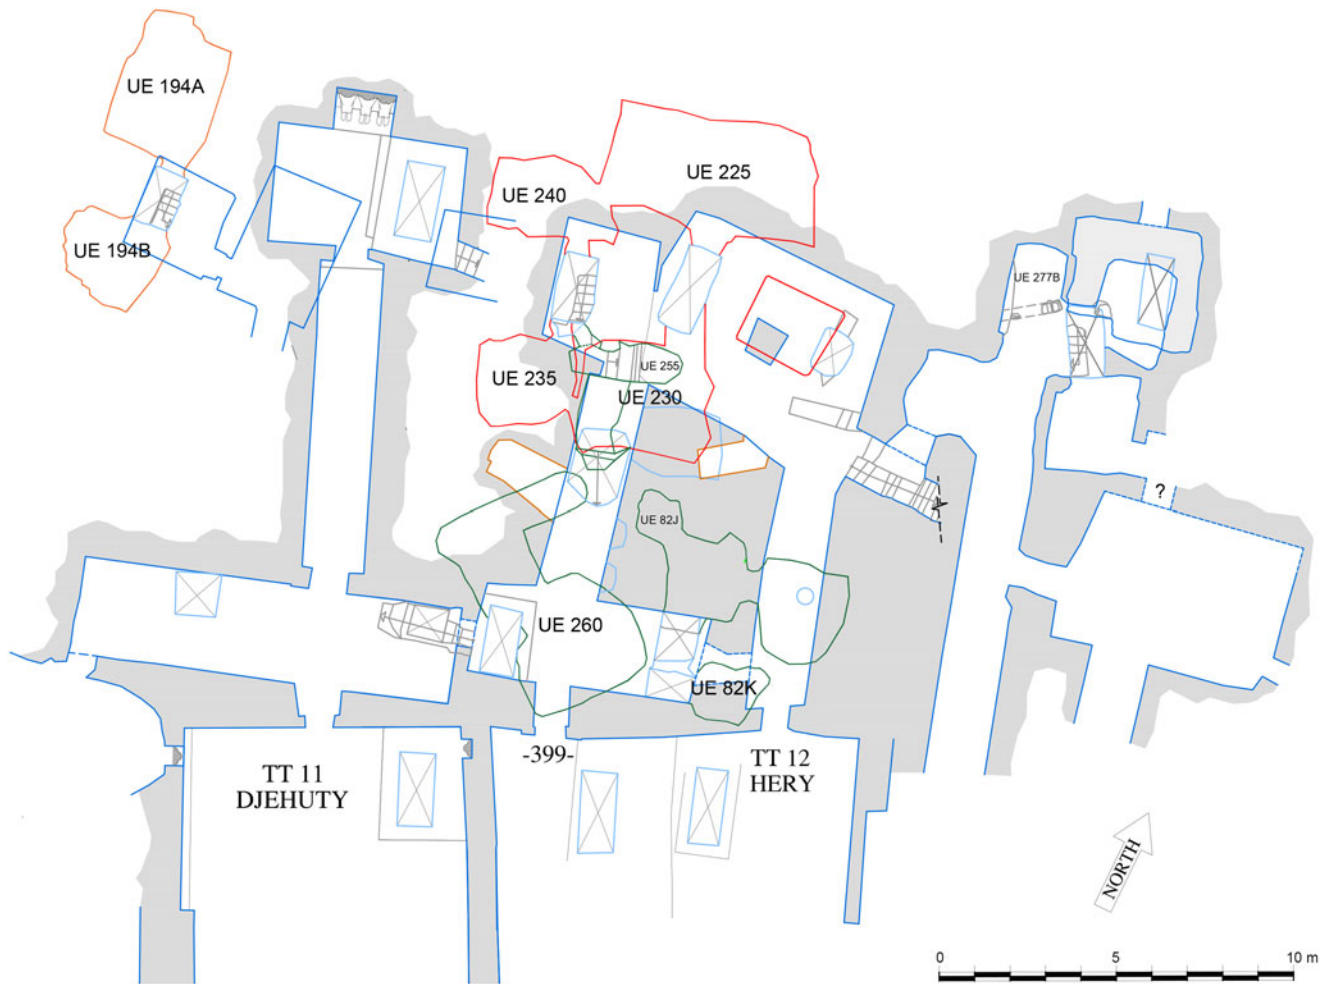 UE 194A
UE 225
UE 240
UE 194B
UE 277B
UE 255
UE 235
UE 230
?
UE 82J
UE 260
UE 82K
-399-
TT 12
HERY
TT 11
DJEHUTY
NORTH
0 5 10 m